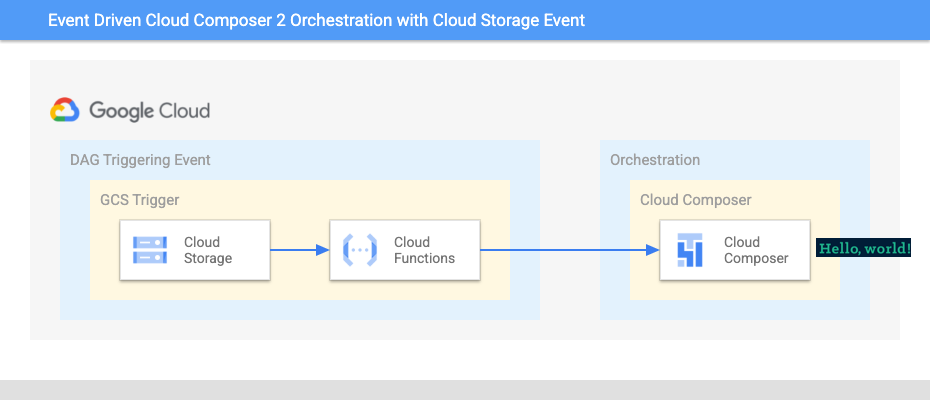 Event Driven Cloud Composer 2 Orchestration with Cloud Storage Event
Google Cloud
DAG Triggering Event
GCS Trigger
Cloud
Storage
Cloud
Functions
Orchestration
Cloud Composer
Cloud
Composer
Hello, world!